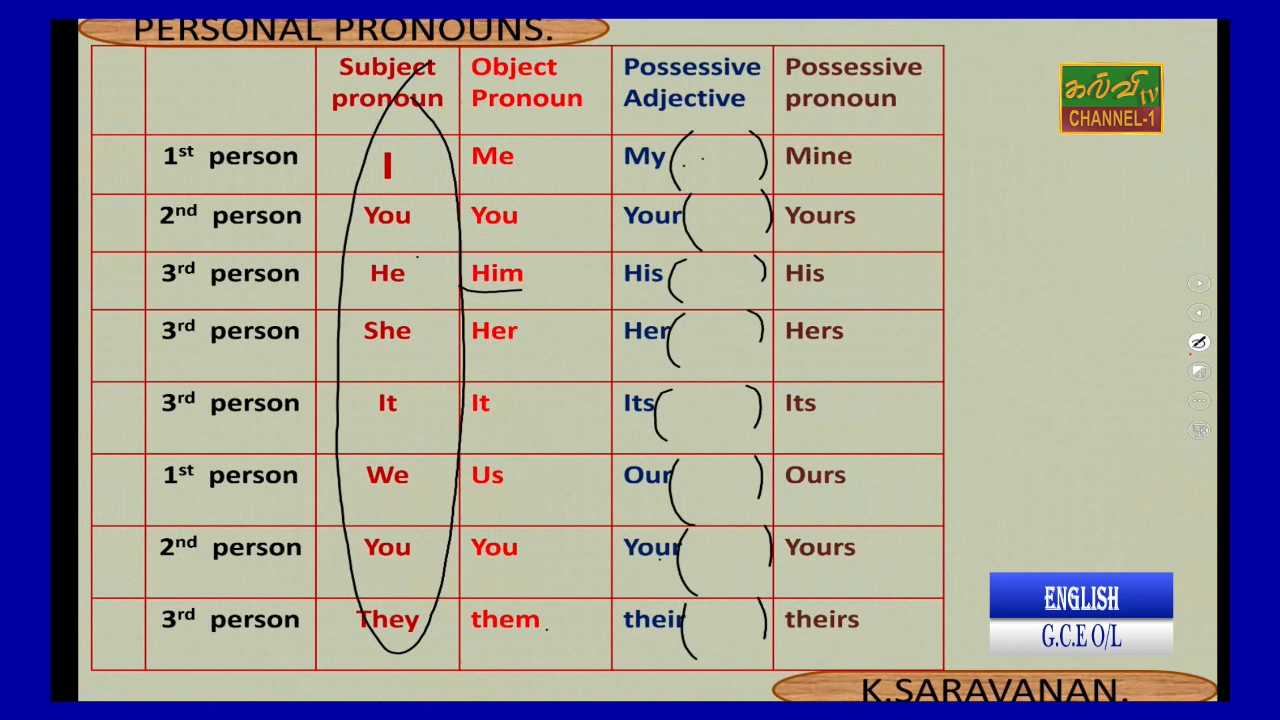 PERSONAL PRONOUNS.
Subject pronoun Object Pronoun Possessive Adjective Possessive pronoun
1st person I Me My Mine
2nd person You You Your Yours
3rd person He Him His His
3rd person She Her Her Hers
3rd person It It Its Its
1st person We Us Our Ours
2nd person You You Your Yours
3rd person They them their theirs
கல்வி tv
CHANNEL-1
ENGLISH
G.C.E O/L
K.SARAVANAN.